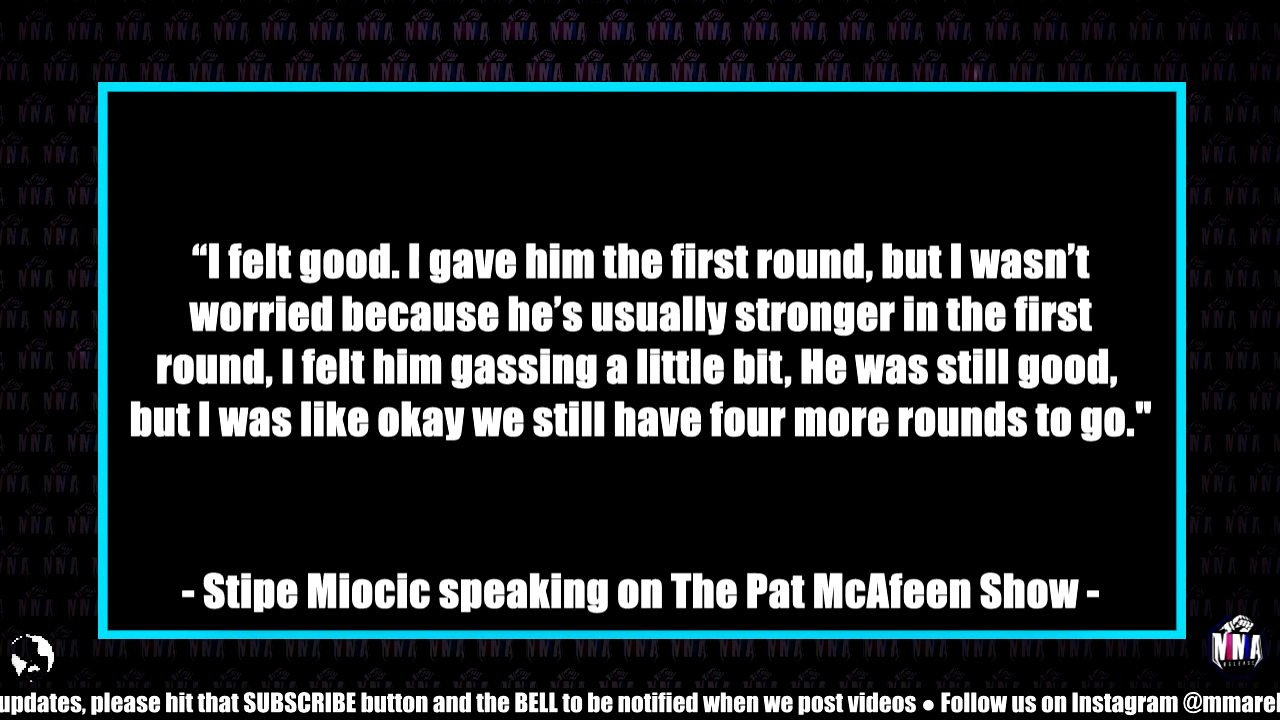 “I felt good. I gave him the first round, but I wasn’t
worried because he’s usually stronger in the first
round, I felt him gassing a little bit, He was still good,
but I was like okay we still have four more rounds to go."
- Stipe Miocic speaking on The Pat McAfeen Show -
MMA
RELEASE
updates, please hit that SUBSCRIBE button and the BELL to be notified when we post videos ● Follow us on Instagram @mmare